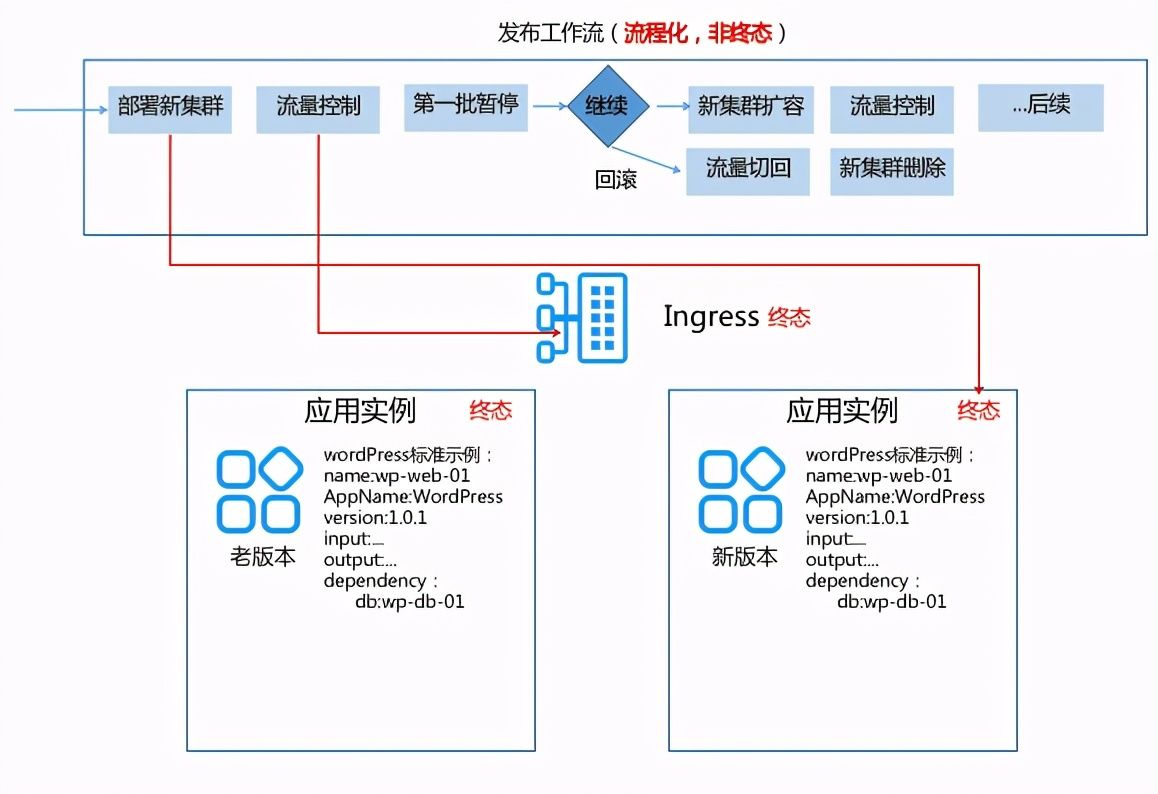 发布工作流（流程化，非终态）
部署新集群
流量控制
第一批暂停
继续
新集群扩容
流量控制
...后续
回滚
流量切回
新集群删除
Ingress 终态
应用实例 终态
wordPress标准示例：
name:wp-web-01
AppName:WordPress
version:1.0.1
input:...
output:...
dependency：
db:wp-db-01
老版本
应用实例 终态
wordPress标准示例：
name:wp-web-01
AppName:WordPress
version:1.0.1
input:...
output:...
dependency：
db:wp-db-01
新版本